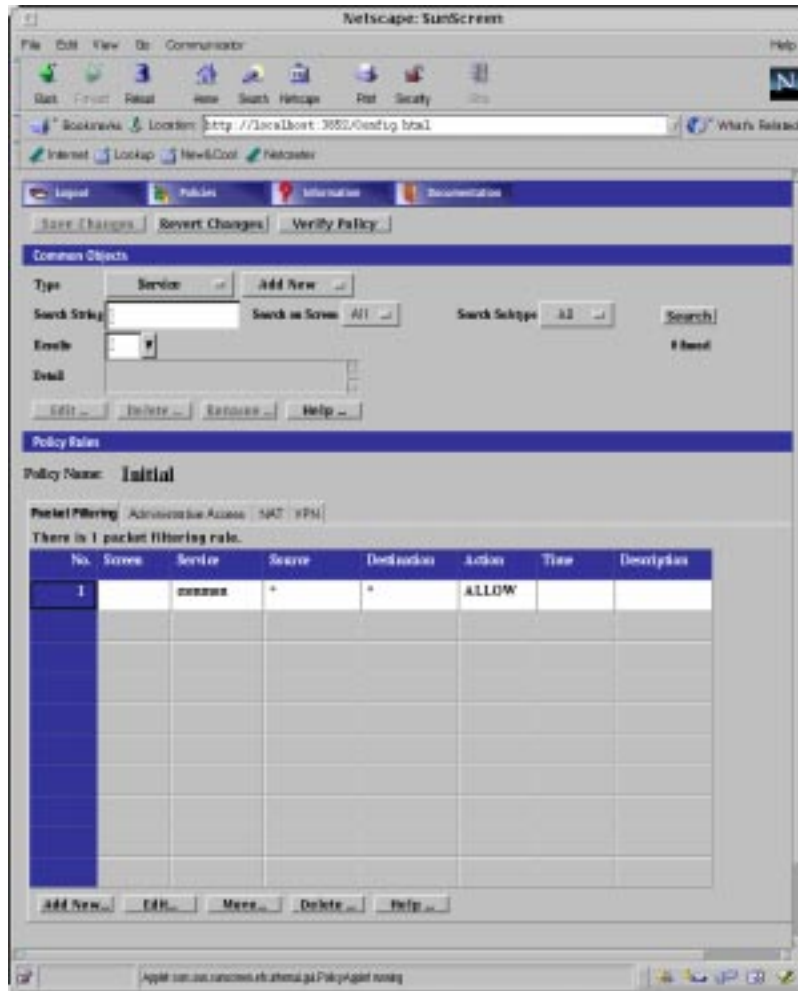 Netscape: SunScreen
File Edit View Go Communicator Help
Back Forward Reload Home Search Netscape Print Security Stop
Bookmarks Location: http://localhost:3852/Config.html What's Related
Internet Lookup New&Cool Netcaster
Logout Policies Information Documentation
Save Changes Revert Changes Verify Policy
Common Objects
Type Service Add New
Search String Search on Screen All Search Subtype All Search
Results 0 found
Detail
Edit ... Delete ... Rename ... Help ...
Policy Rules
Policy Name: Initial
Packet Filtering Administrative Access NAT VPN
There is 1 packet filtering rule.
No. Screen Service Source Destination Action Time Description
1 common * * ALLOW
Add New... Edit... Move... Delete ... Help ...